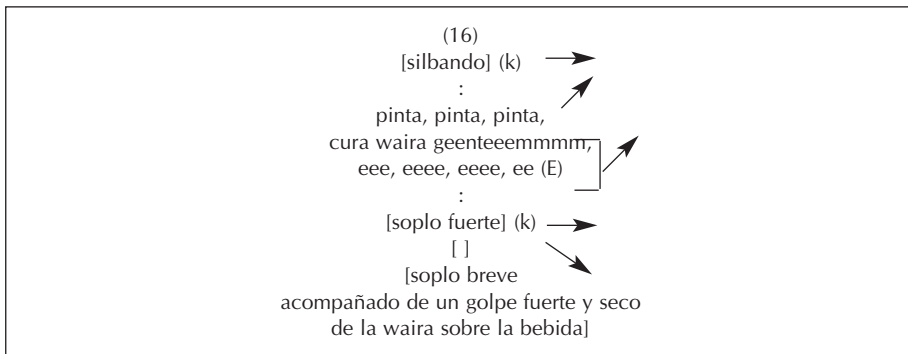 (16)
[silbando] (k)
:
pinta, pinta, pinta,
cura waira geenteeemmmm,
eee, eeee, eeee, ee (E)
:
[soplo fuerte] (k)
[ ]
[soplo breve
acompañado de un golpe fuerte y seco
de la waira sobre la bebida]